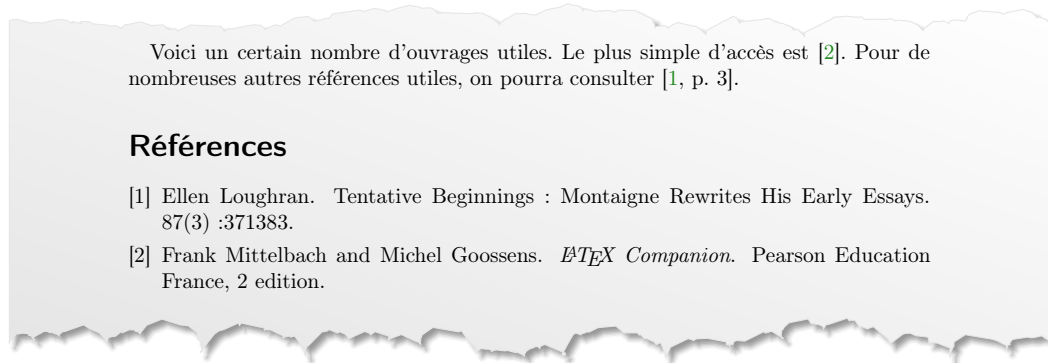 Voici un certain nombre d'ouvrages utiles. Le plus simple d'accès est [2]. Pour de
nombreuses autres références utiles, on pourra consulter [1, p. 3].
Références
[1] Ellen Loughran. Tentative Beginnings : Montaigne Rewrites His Early Essays.
87(3) :371383.
[2] Frank Mittelbach and Michel Goossens. LATEX Companion. Pearson Education
France, 2 edition.